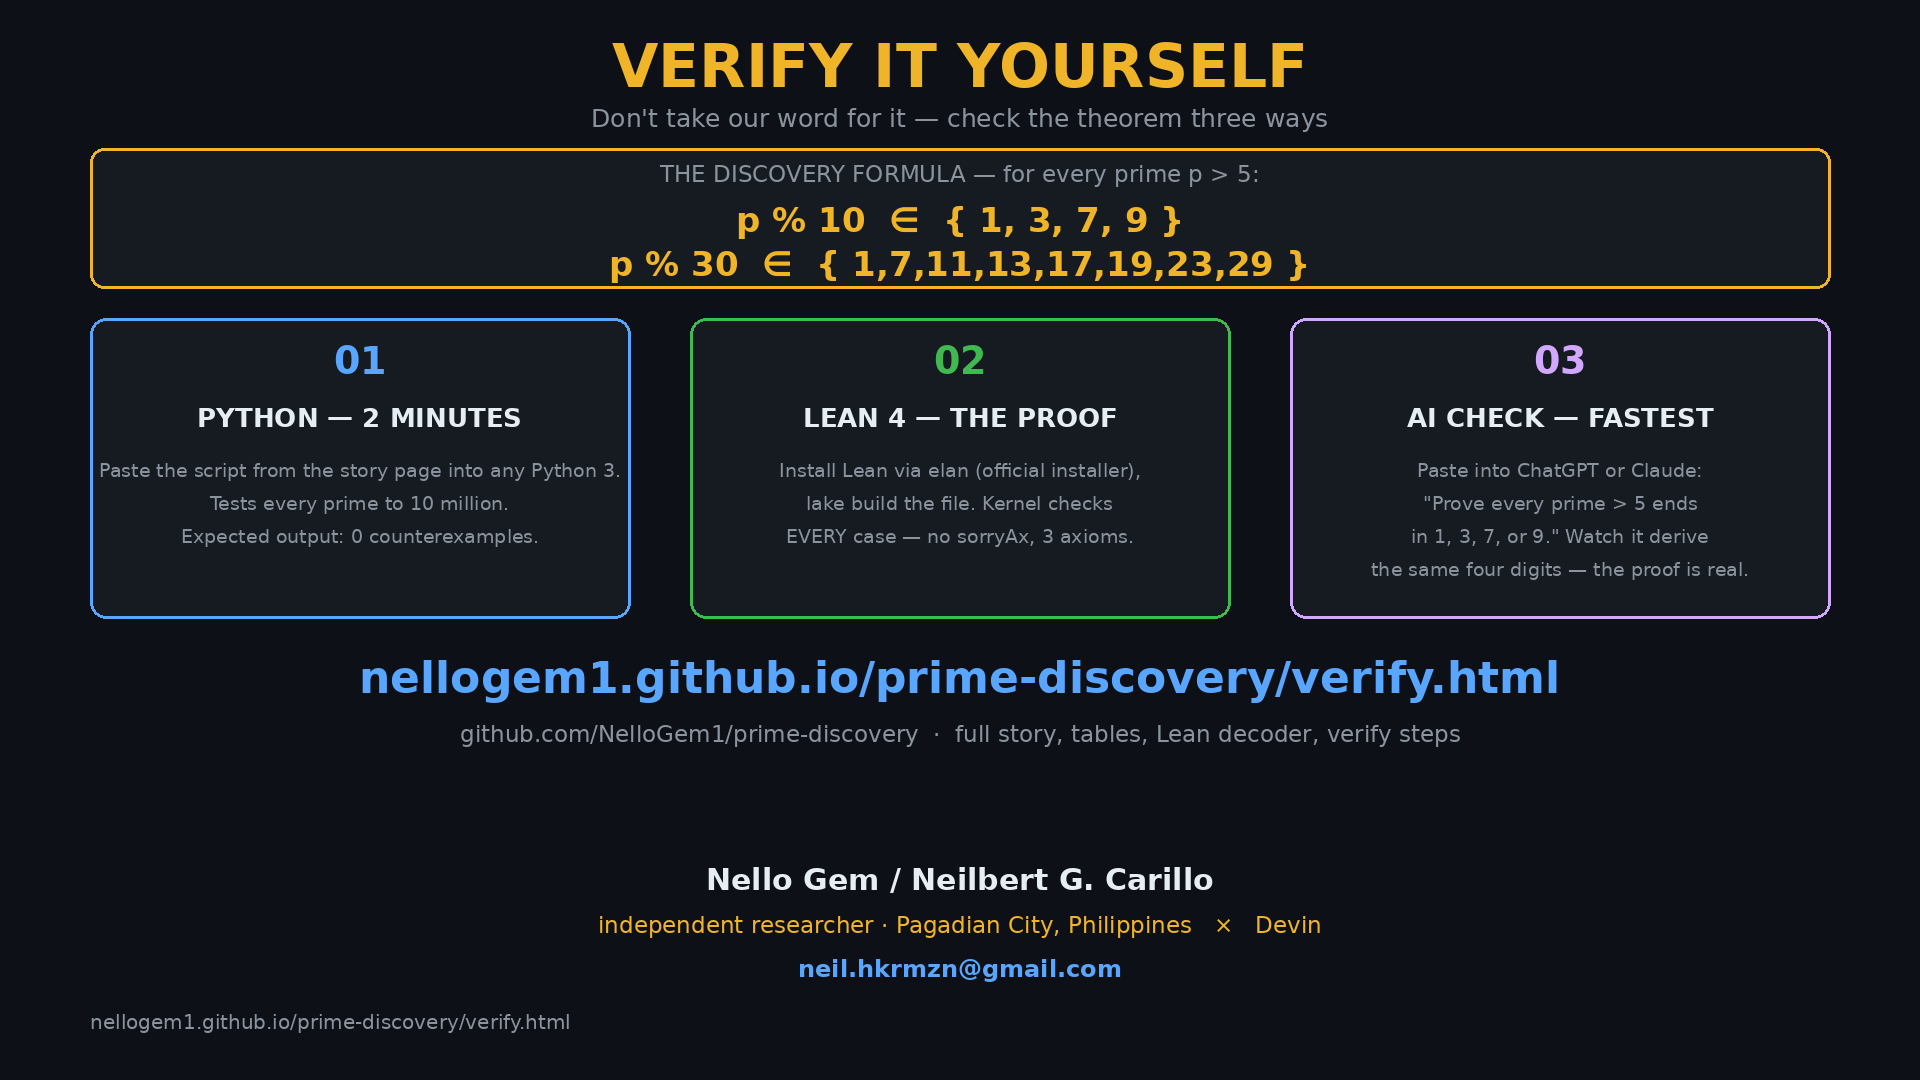 VERIFY IT YOURSELF
Don't take our word for it — check the theorem three ways
THE DISCOVERY FORMULA — for every prime p > 5:
p % 10 ∈ { 1, 3, 7, 9 }
p % 30 ∈ { 1,7,11,13,17,19,23,29 }
01
PYTHON — 2 MINUTES
Paste the script from the story page into any Python 3.
Tests every prime to 10 million.
Expected output: 0 counterexamples.
02
LEAN 4 — THE PROOF
Install Lean via elan (official installer),
lake build the file. Kernel checks
EVERY case — no sorryAx, 3 axioms.
03
AI CHECK — FASTEST
Paste into ChatGPT or Claude:
"Prove every prime > 5 ends
in 1, 3, 7, or 9." Watch it derive
the same four digits — the proof is real.
nellogem1.github.io/prime-discovery/verify.html
github.com/NelloGem1/prime-discovery · full story, tables, Lean decoder, verify steps
Nello Gem / Neilbert G. Carillo
independent researcher · Pagadian City, Philippines × Devin
neil.hkrmzn@gmail.com
nellogem1.github.io/prime-discovery/verify.html